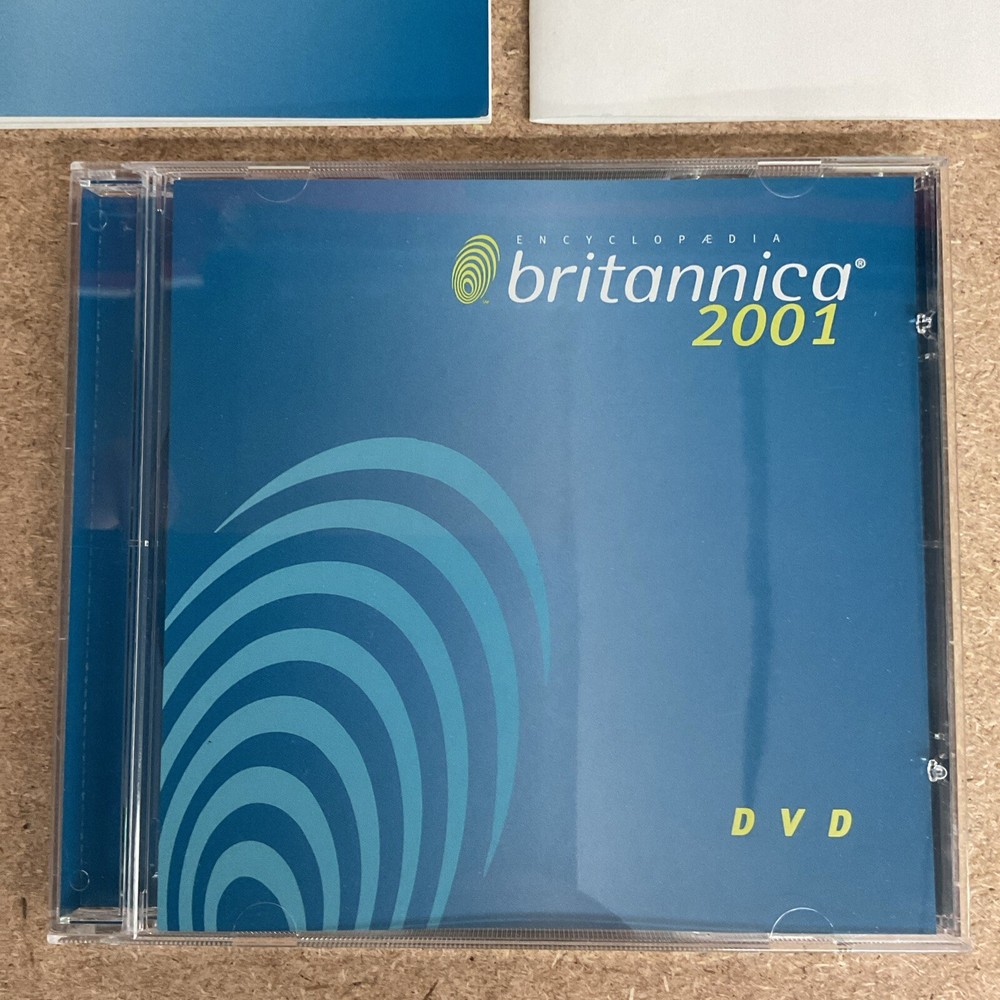 ENCYCLOPÆDIA
britannica®
2001
DVD